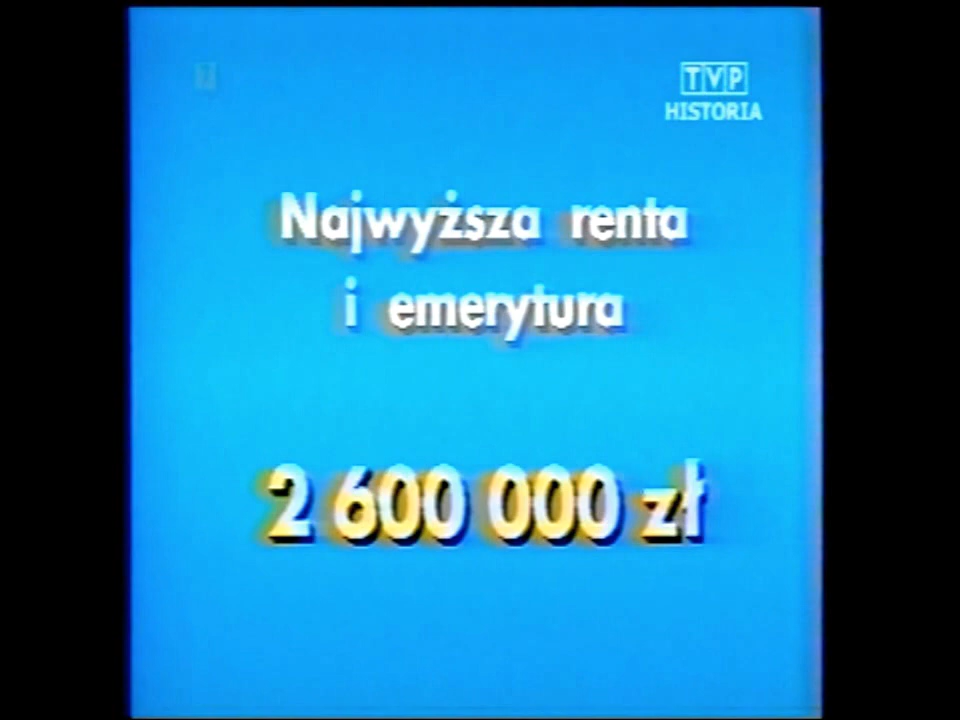 TVP
HISTORIA
Najwyższa renta
i emerytura
2 600 000 zł